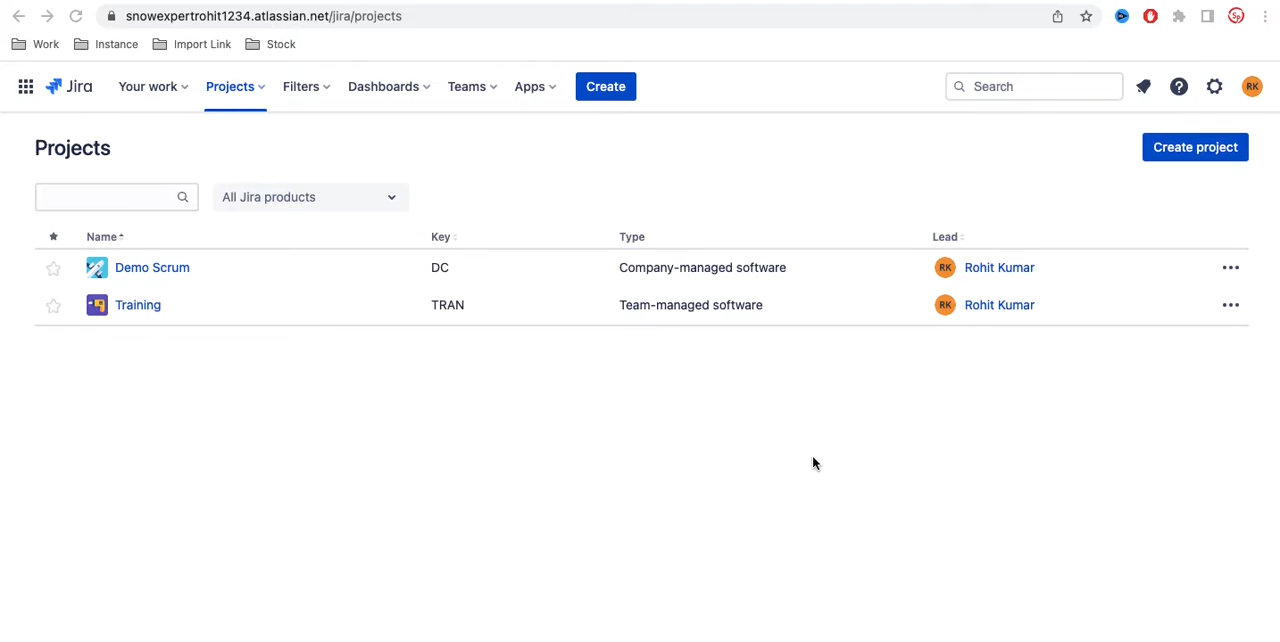 snowexpertrohit1234.atlassian.net/jira/projects
Sp
Work Import Link Instance Stock
Jira Your work Projects Filters Dashboards Teams Apps Create Search RK
Projects
Create project
All Jira products
Name Key Type Lead
Demo Scrum DC Company-managed software RK Rohit Kumar
Training TRAN Team-managed software RK Rohit Kumar